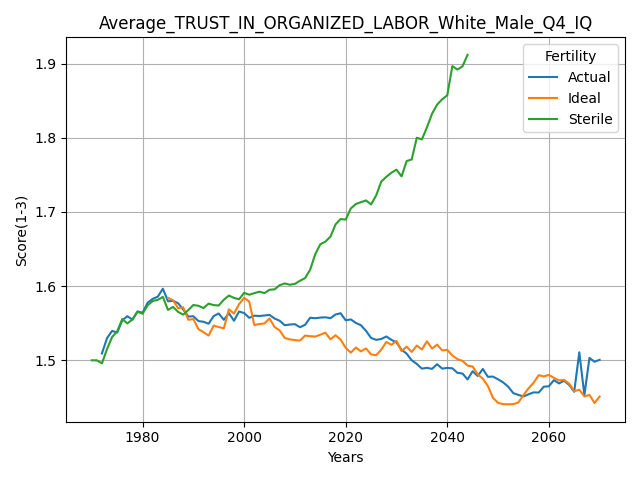 Average_TRUST_IN_ORGANIZED_LABOR_White_Male_Q4_IQ
Fertility
Actual
Ideal
Sterile
Score(1-3)
1.9
1.8
1.7
1.6
1.5
1980
2000
2020
2040
2060
Years